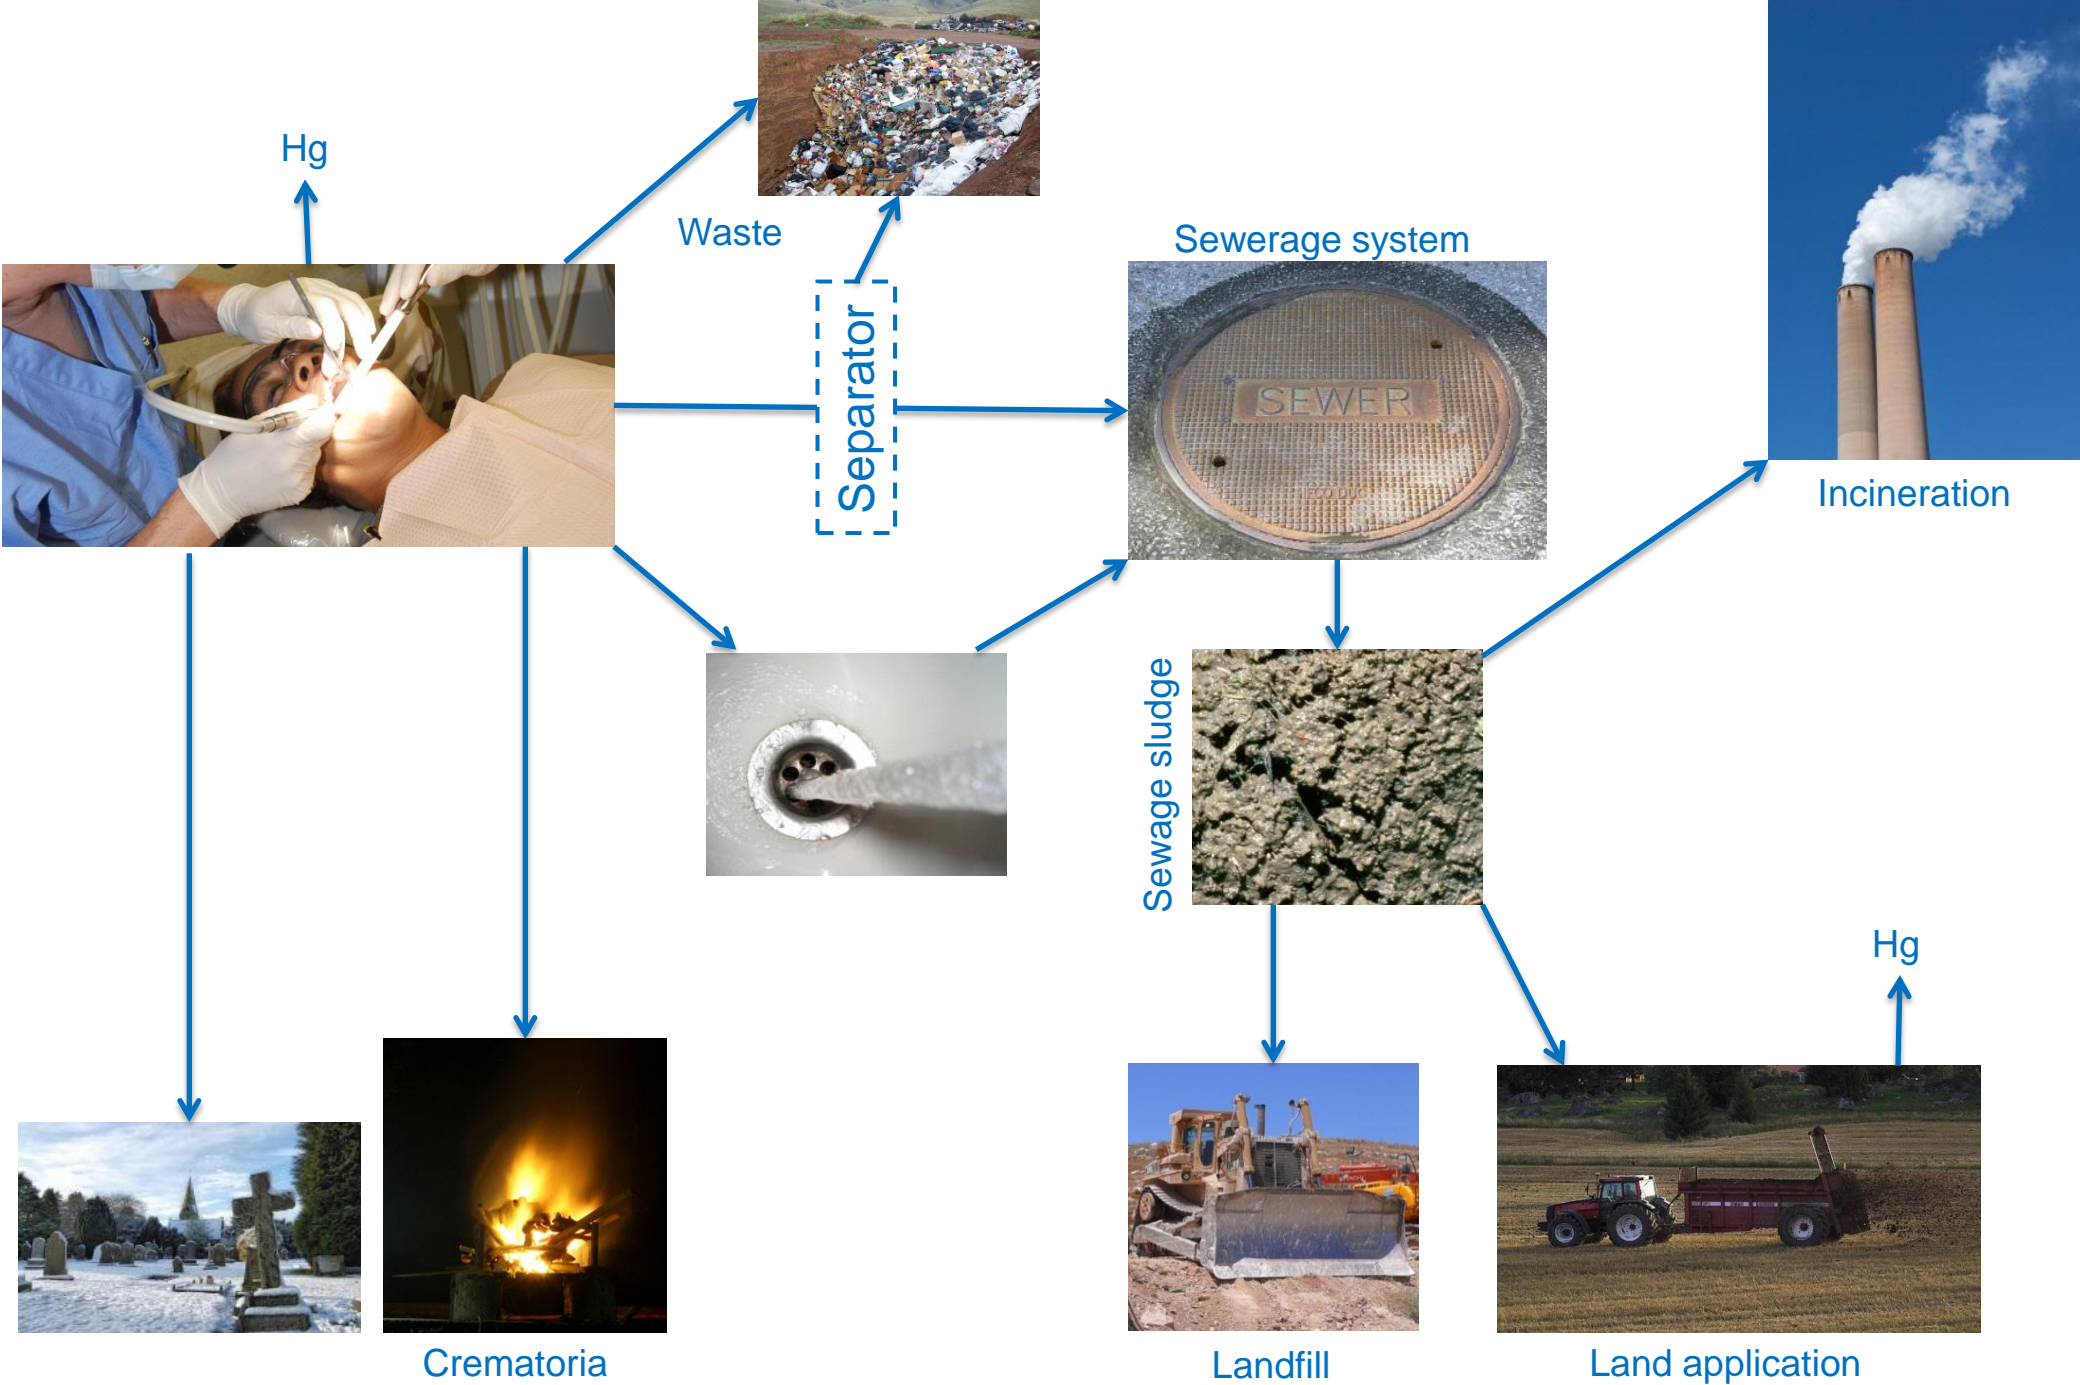 Hg
Waste
Separator
Sewerage system
SEWER
Incineration
Sewage sludge
Hg
Crematoria
Landfill
Land application